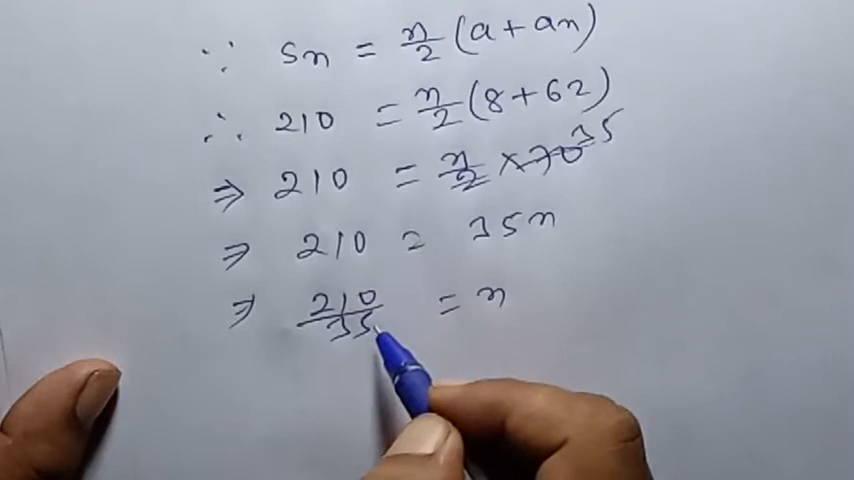 ∵ Sn = n/2 (a + an)
∴ 210 = n/2 (8 + 62)
⇒ 210 = n/2 × 70 35
⇒ 210 = 35n
⇒ 210/35 = n